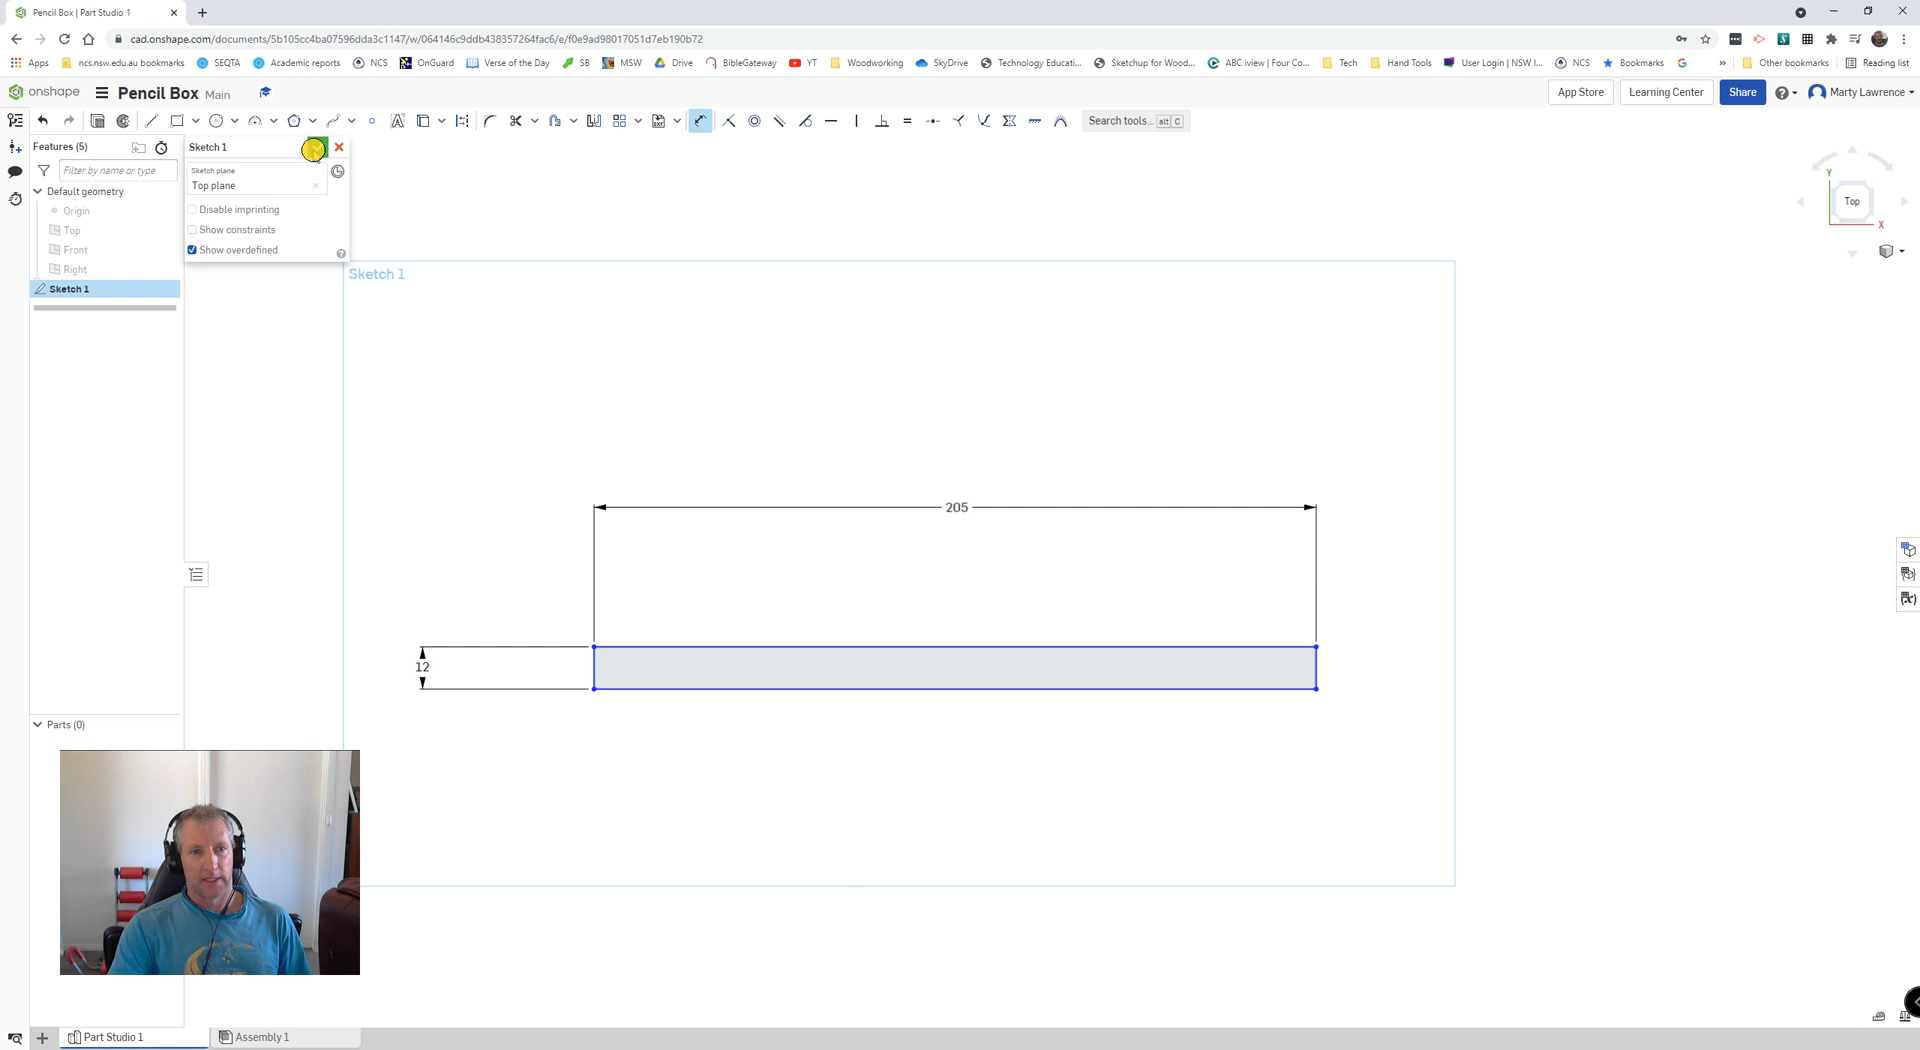 Pencil Box | Part Studio 1
cad.onshape.com/documents/5b105cc4ba07596dda3c1147/w/064146c9ddb438357264fac6/e/f0e9ad98017051d7eb190b72
Apps ncs.nsw.edu.au bookmarks SEQTA Academic reports NCS OnGuard Verse of the Day SB MSW Drive BibleGateway YT Woodworking SkyDrive Technology Educati... Sketchup for Wood... ABC iview | Four Co... Tech Hand Tools User Login | NSW I... NCS Bookmarks » Other bookmarks Reading list
onshape Pencil Box Main App Store Learning Center Share Marty Lawrence
Search tools... alt C
Features (5) Sketch 1
Filter by name or type
Sketch plane
Top plane
Default geometry
Origin
Top
Front
Right
Sketch 1
Disable imprinting
Show constraints
Show overdefined
Y
Top
X
Sketch 1
205
12
Parts (0)
Part Studio 1 Assembly 1